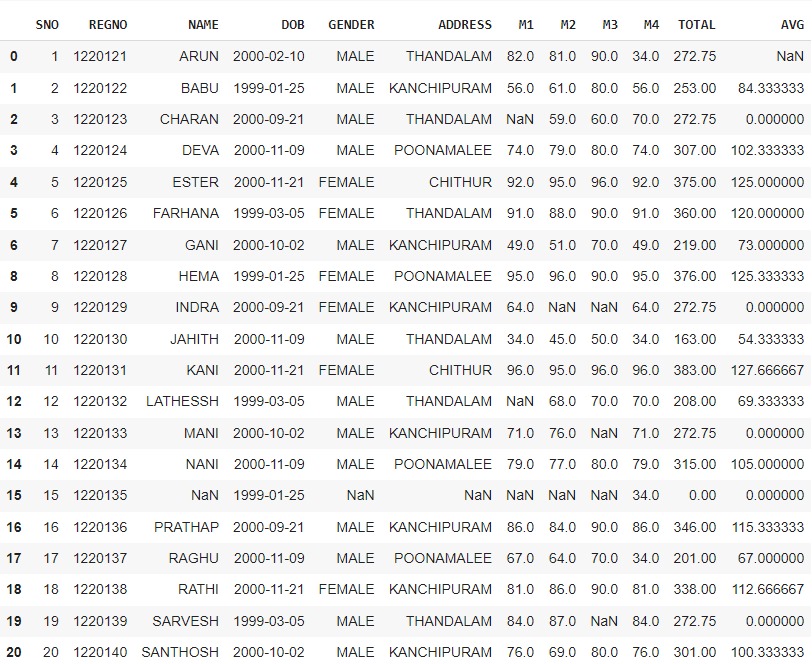 SNO REGNO NAME DOB GENDER ADDRESS M1 M2 M3 M4 TOTAL AVG
0 1 1220121 ARUN 2000-02-10 MALE THANDALAM 82.0 81.0 90.0 34.0 272.75 NaN
1 2 1220122 BABU 1999-01-25 MALE KANCHIPURAM 56.0 61.0 80.0 56.0 253.00 84.333333
2 3 1220123 CHARAN 2000-09-21 MALE THANDALAM NaN 59.0 60.0 70.0 272.75 0.000000
3 4 1220124 DEVA 2000-11-09 MALE POONAMALEE 74.0 79.0 80.0 74.0 307.00 102.333333
4 5 1220125 ESTER 2000-11-21 FEMALE CHITHUR 92.0 95.0 96.0 92.0 375.00 125.000000
5 6 1220126 FARHANA 1999-03-05 FEMALE THANDALAM 91.0 88.0 90.0 91.0 360.00 120.000000
6 7 1220127 GANI 2000-10-02 MALE KANCHIPURAM 49.0 51.0 70.0 49.0 219.00 73.000000
8 8 1220128 HEMA 1999-01-25 FEMALE POONAMALEE 95.0 96.0 90.0 95.0 376.00 125.333333
9 9 1220129 INDRA 2000-09-21 FEMALE KANCHIPURAM 64.0 NaN NaN 64.0 272.75 0.000000
10 10 1220130 JAHITH 2000-11-09 MALE THANDALAM 34.0 45.0 50.0 34.0 163.00 54.333333
11 11 1220131 KANI 2000-11-21 FEMALE CHITHUR 96.0 95.0 96.0 96.0 383.00 127.666667
12 12 1220132 LATHESSH 1999-03-05 MALE THANDALAM NaN 68.0 70.0 70.0 208.00 69.333333
13 13 1220133 MANI 2000-10-02 MALE KANCHIPURAM 71.0 76.0 NaN 71.0 272.75 0.000000
14 14 1220134 NANI 2000-11-09 MALE POONAMALEE 79.0 77.0 80.0 79.0 315.00 105.000000
15 15 1220135 NaN 1999-01-25 NaN NaN NaN NaN NaN 34.0 0.00 0.000000
16 16 1220136 PRATHAP 2000-09-21 MALE KANCHIPURAM 86.0 84.0 90.0 86.0 346.00 115.333333
17 17 1220137 RAGHU 2000-11-09 MALE POONAMALEE 67.0 64.0 70.0 34.0 201.00 67.000000
18 18 1220138 RATHI 2000-11-21 FEMALE KANCHIPURAM 81.0 86.0 90.0 81.0 338.00 112.666667
19 19 1220139 SARVESH 1999-03-05 MALE THANDALAM 84.0 87.0 NaN 84.0 272.75 0.000000
20 20 1220140 SANTHOSH 2000-10-02 MALE KANCHIPURAM 76.0 69.0 80.0 76.0 301.00 100.333333